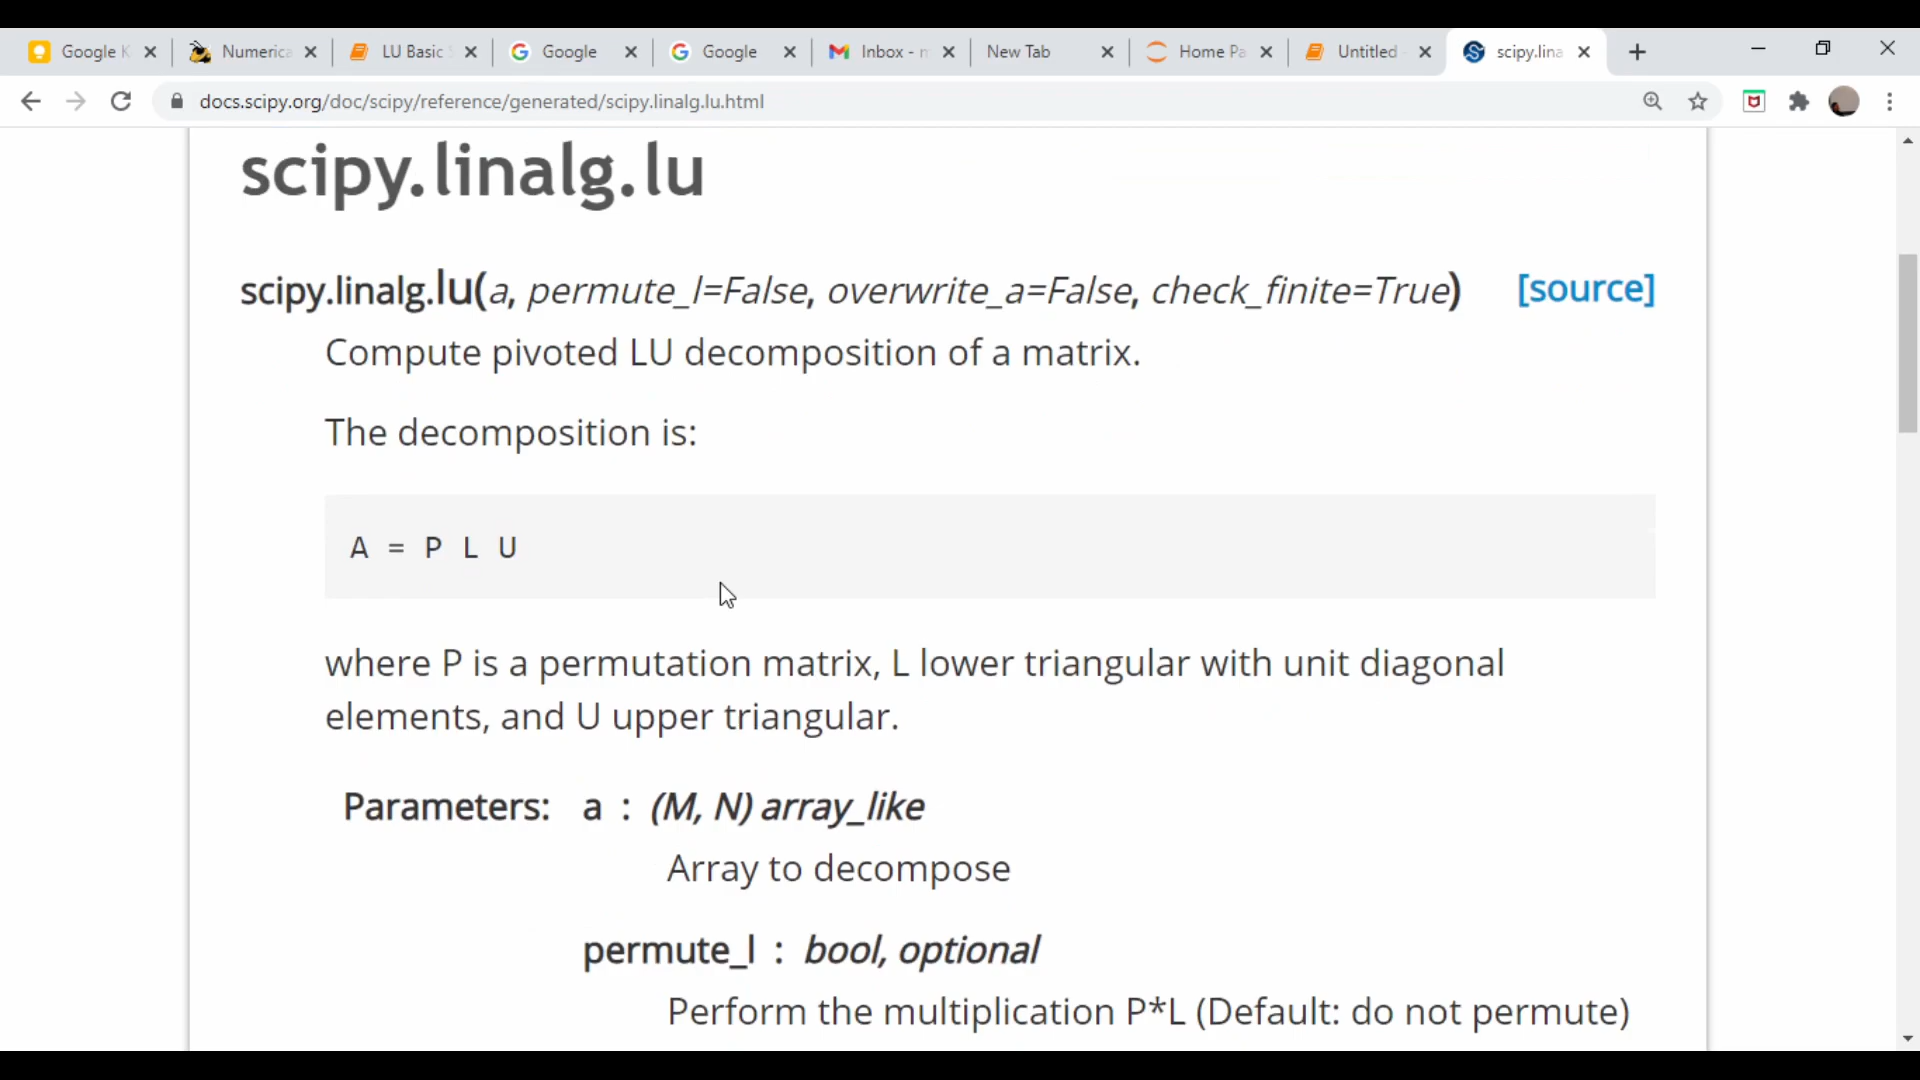 Google K Numerica LU Basic S Google Google Inbox - m New Tab Home Pa Untitled - scipy.lina
docs.scipy.org/doc/scipy/reference/generated/scipy.linalg.lu.html
scipy.linalg.lu
scipy.linalg.lu(a, permute_l=False, overwrite_a=False, check_finite=True) [source]
Compute pivoted LU decomposition of a matrix.
The decomposition is:
A = P L U
where P is a permutation matrix, L lower triangular with unit diagonal
elements, and U upper triangular.
Parameters: a : (M, N) array_like
Array to decompose
permute_l : bool, optional
Perform the multiplication P*L (Default: do not permute)